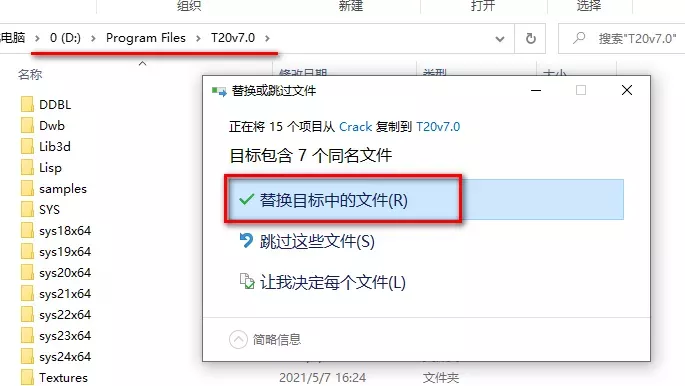 组织 新建 打开 选择
电脑 > 0 (D:) > Program Files > T20v7.0 >
搜索"T20v7.0"
名称 修改日期 类型 大小
DDBL
Dwb
Lib3d
Lisp
samples
SYS
sys18x64
sys19x64
sys20x64
sys21x64
sys22x64
sys23x64
sys24x64
Textures 2021/5/7 16:24 文件夹
替换或跳过文件
正在将 15 个项目从 Crack 复制到 T20v7.0
目标包含 7 个同名文件
替换目标中的文件(R)
跳过这些文件(S)
让我决定每个文件(L)
简略信息